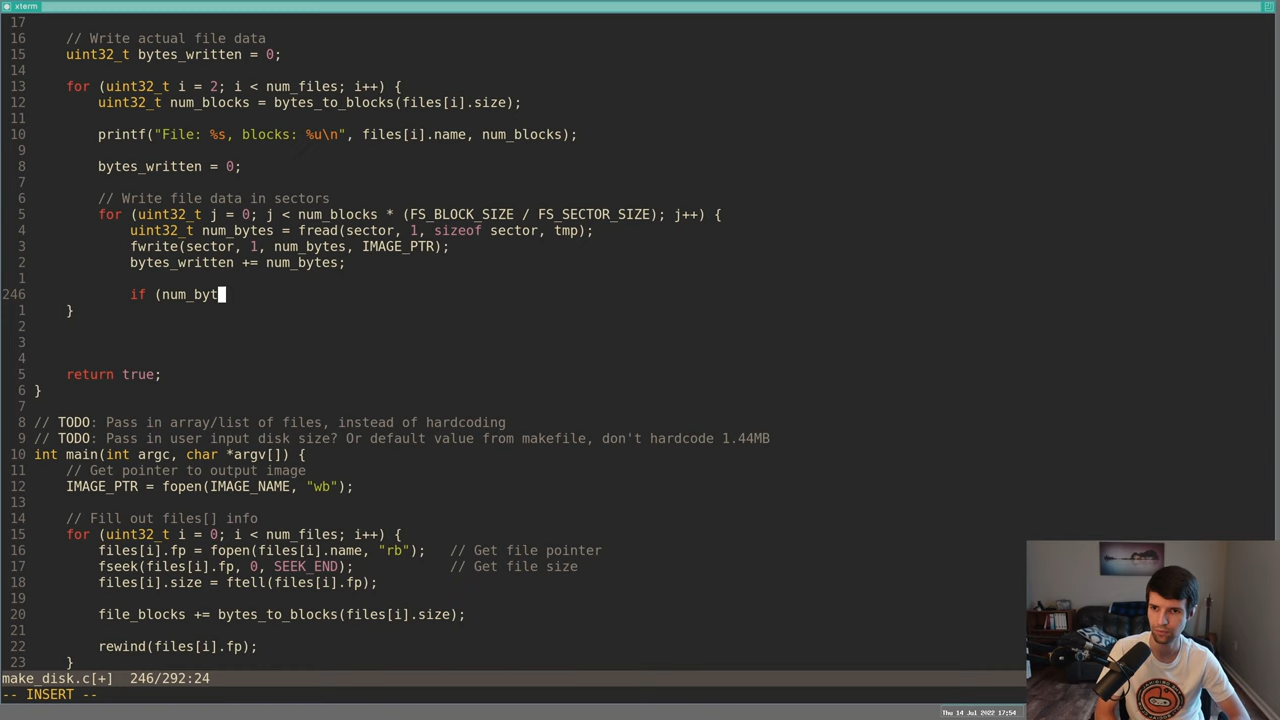 xterm
17
16     // Write actual file data
15     uint32_t bytes_written = 0;
14
13     for (uint32_t i = 2; i < num_files; i++) {
12         uint32_t num_blocks = bytes_to_blocks(files[i].size);
11
10         printf("File: %s, blocks: %u\n", files[i].name, num_blocks);
9
8         bytes_written = 0;
7
6         // Write file data in sectors
5         for (uint32_t j = 0; j < num_blocks * (FS_BLOCK_SIZE / FS_SECTOR_SIZE); j++) {
4             uint32_t num_bytes = fread(sector, 1, sizeof sector, tmp);
3             fwrite(sector, 1, num_bytes, IMAGE_PTR);
2             bytes_written += num_bytes;
1
246             if (num_byt
1     }
2
3
4
5     return true;
6 }
7
8 // TODO: Pass in array/list of files, instead of hardcoding
9 // TODO: Pass in user input disk size? Or default value from makefile, don't hardcode 1.44MB
10 int main(int argc, char *argv[]) {
11     // Get pointer to output image
12     IMAGE_PTR = fopen(IMAGE_NAME, "wb");
13
14     // Fill out files[] info
15     for (uint32_t i = 0; i < num_files; i++) {
16         files[i].fp = fopen(files[i].name, "rb");   // Get file pointer
17         fseek(files[i].fp, 0, SEEK_END);            // Get file size
18         files[i].size = ftell(files[i].fp);
19
20         file_blocks += bytes_to_blocks(files[i].size);
21
22         rewind(files[i].fp);
23     }
make_disk.c[+]  246/292:24
-- INSERT --
Thu 14 Jul 2022 17:54